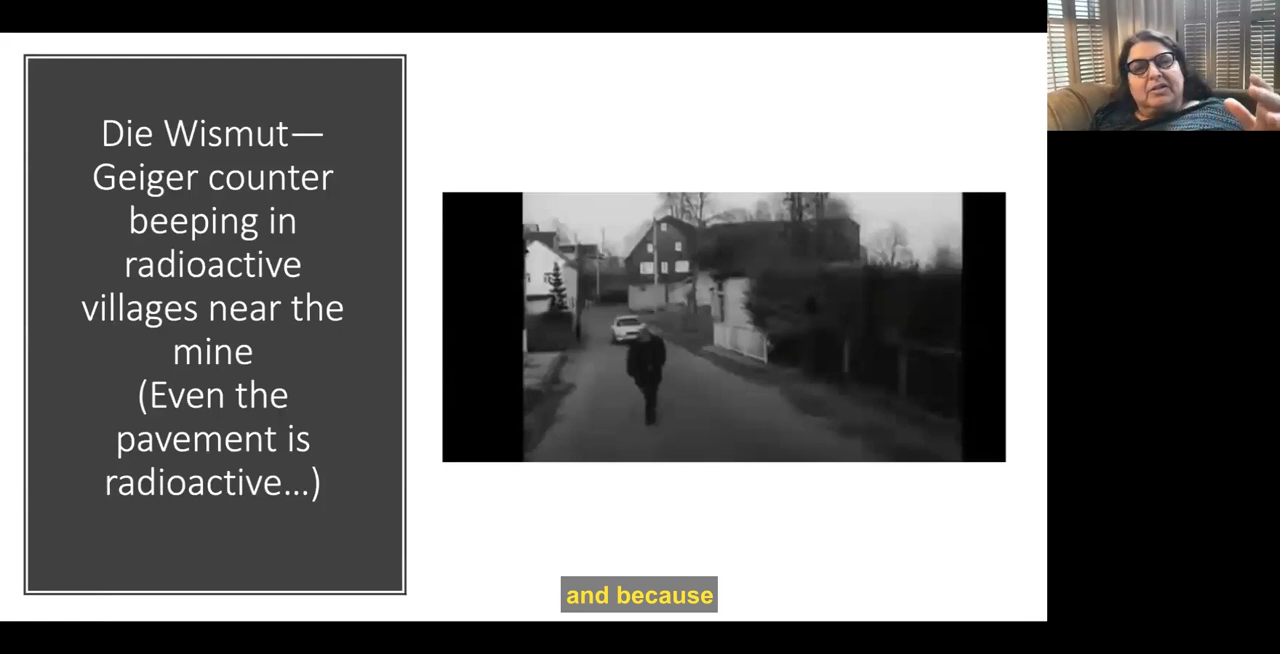 Die Wismut—
Geiger counter
beeping in
radioactive
villages near the
mine
(Even the
pavement is
radioactive…)
and because